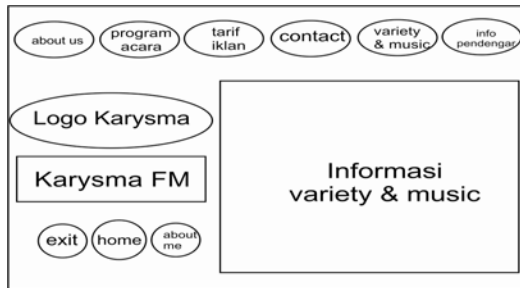 about us
program
acara
tarif
iklan
contact
variety
& music
info
pendengar
Logo Karysma
Karysma FM
Informasi
variety & music
exit
home
about
me